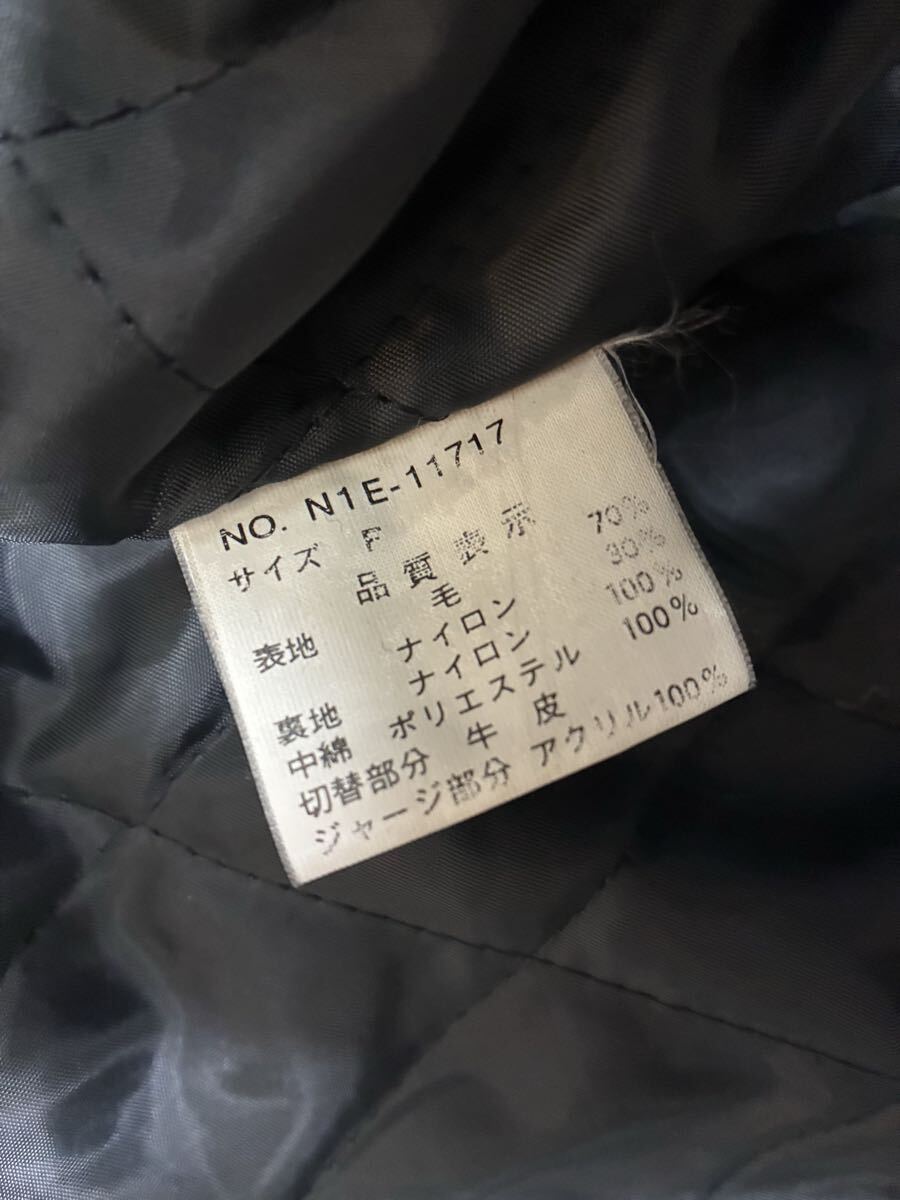 NO. N1E-11717
サイズ F
品質表示
表地 毛 70%
ナイロン 30%
裏地 ナイロン 100%
中綿 ポリエステル 100%
切替部分 牛皮
ジャージ部分 アクリル100%